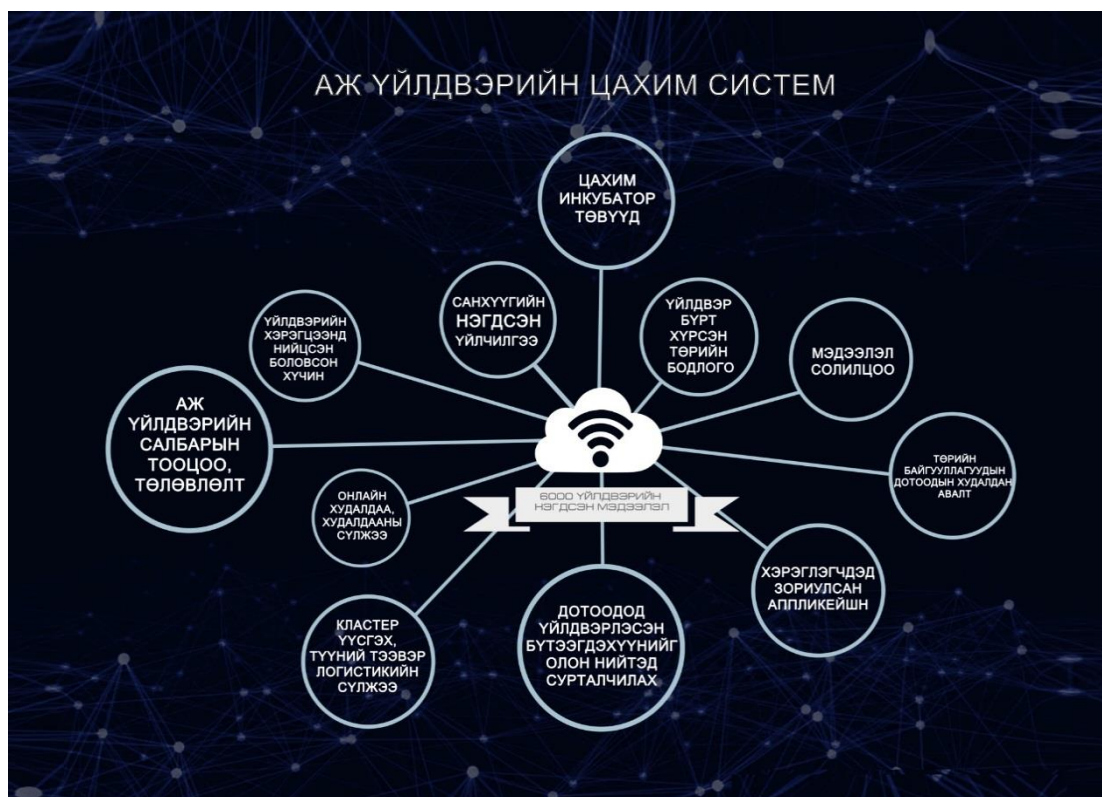 АЖ ҮЙЛДВЭРИЙН ЦАХИМ СИСТЕМ
ЦАХИМ
ИНКУБАТОР
ТӨВҮҮД
САНХҮҮГИЙН
НЭГДСЭН
ҮЙЛЧИЛГЭЭ
ҮЙЛДВЭР
БҮРТ
ХҮРСЭН
ТӨРИЙН
БОДЛОГО
ҮЙЛДВЭРИЙН
ХЭРЭГЦЭЭНД
НИЙЦСЭН
БОЛОВСОН
ХҮЧИН
МЭДЭЭЛЭЛ
СОЛИЛЦОО
АЖ
ҮЙЛДВЭРИЙН
САЛБАРЫН
ТООЦОО,
ТӨЛӨВЛӨЛТ
ТӨРИЙН
БАЙГУУЛЛАГУУДЫН
ДОТООДЫН ХУДАЛДАН
АВАЛТ
ОНЛАЙН
ХУДАЛДАА,
ХУДАЛДААНЫ
СҮЛЖЭЭ
6000 ҮЙЛДВЭРИЙН
НЭГДСЭН МЭДЭЭЛЭЛ
ХЭРЭГЛЭГЧДЭД
ЗОРИУЛСАН
АППЛИКЕЙШН
КЛАСТЕР
ҮҮСГЭХ,
ТҮҮНИЙ ТЭЭВЭР
ЛОГИСТИКИЙН
СҮЛЖЭЭ
ДОТООДОД
ҮЙЛДВЭРЛЭСЭН
БҮТЭЭГДЭХҮҮНИЙГ
ОЛОН НИЙТЭД
СУРТАЛЧИЛАХ